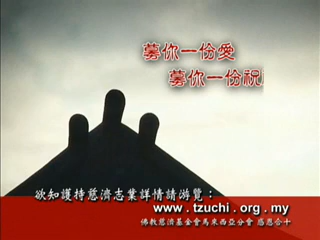 募你一份愛
募你一份祝
欲知護持慈濟志業詳情請游覽：
www.tzuchi.org.my
佛教慈濟基金會馬來西亞分會 感恩合十